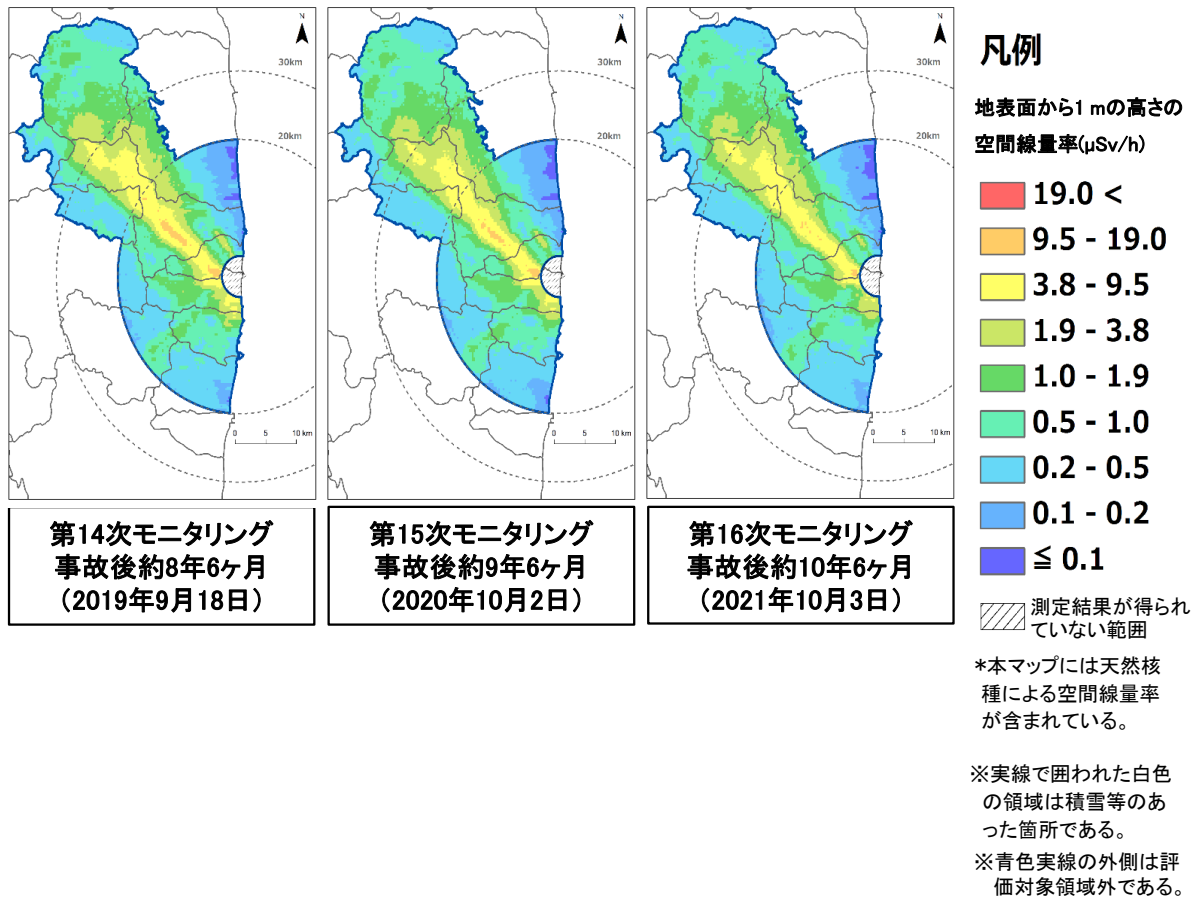 N
30km
20km
0 5 10 km
第14次モニタリング
事故後約8年6ヶ月
（2019年9月18日）
N
30km
20km
0 5 10 km
第15次モニタリング
事故後約9年6ヶ月
（2020年10月2日）
N
30km
20km
0 5 10 km
第16次モニタリング
事故後約10年6ヶ月
（2021年10月3日）
凡例
地表面から1 mの高さの
空間線量率(μSv/h)
19.0 <
9.5 - 19.0
3.8 - 9.5
1.9 - 3.8
1.0 - 1.9
0.5 - 1.0
0.2 - 0.5
0.1 - 0.2
≦ 0.1
測定結果が得られ
ていない範囲
*本マップには天然核
種による空間線量率
が含まれている。
※実線で囲われた白色
の領域は積雪等のあ
った箇所である。
※青色実線の外側は評
価対象領域外である。